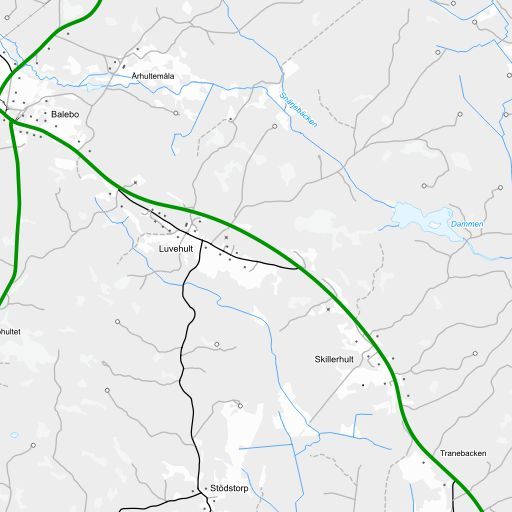 Århultemåla
Snärjebäcken
Balebo
Dammen
Luvehult
hultet
Skillerhult
Tranebacken
Stödstorp